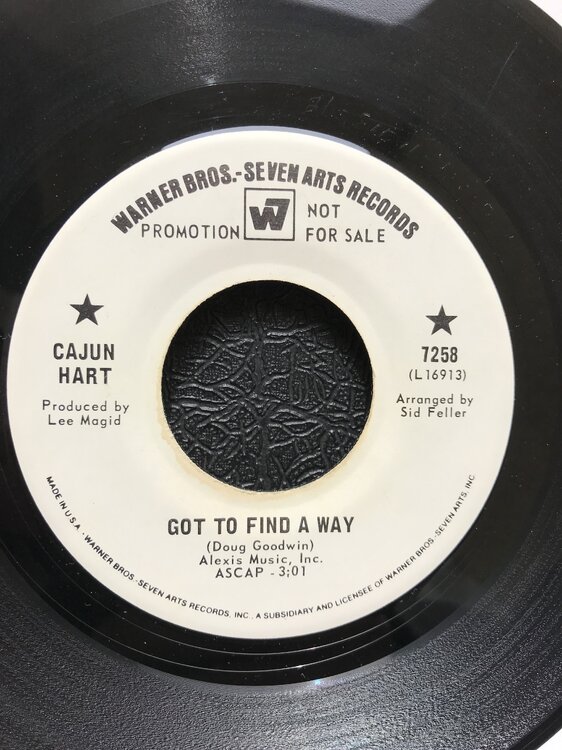 WARNER BROS.-SEVEN ARTS RECORDS
PROMOTION W7 NOT FOR SALE
CAJUN
HART
Produced by
Lee Magid
7258
(L16913)
Arranged by
Sid Feller
GOT TO FIND A WAY
(Doug Goodwin)
Alexis Music, Inc.
ASCAP - 3;01
MADE IN U.S.A. · WARNER BROS.-SEVEN ARTS RECORDS, INC., A SUBSIDIARY AND LICENSEE OF WARNER BROS.-SEVEN ARTS, INC.